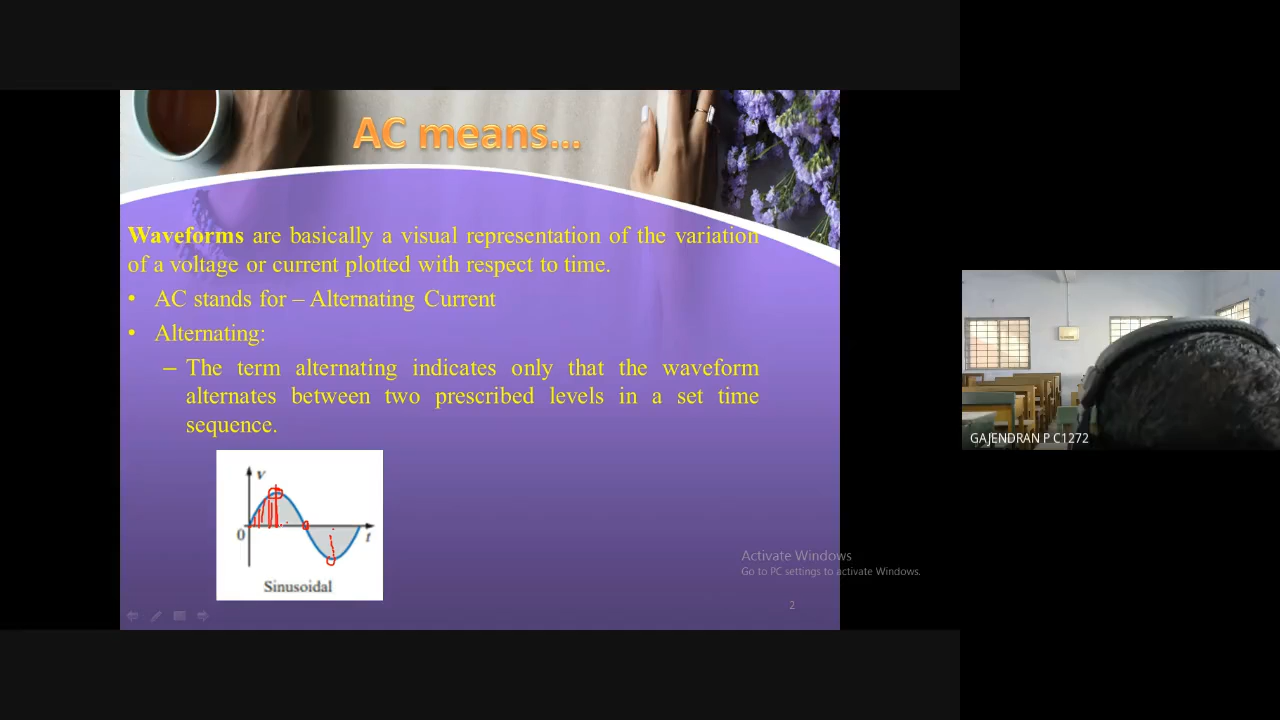 AC means...
Waveforms are basically a visual representation of the variation
of a voltage or current plotted with respect to time.
• AC stands for – Alternating Current
• Alternating:
– The term alternating indicates only that the waveform
alternates between two prescribed levels in a set time
sequence.
v
0
t
Sinusoidal
Activate Windows
Go to PC settings to activate Windows.
2
GAJENDRAN P C1272